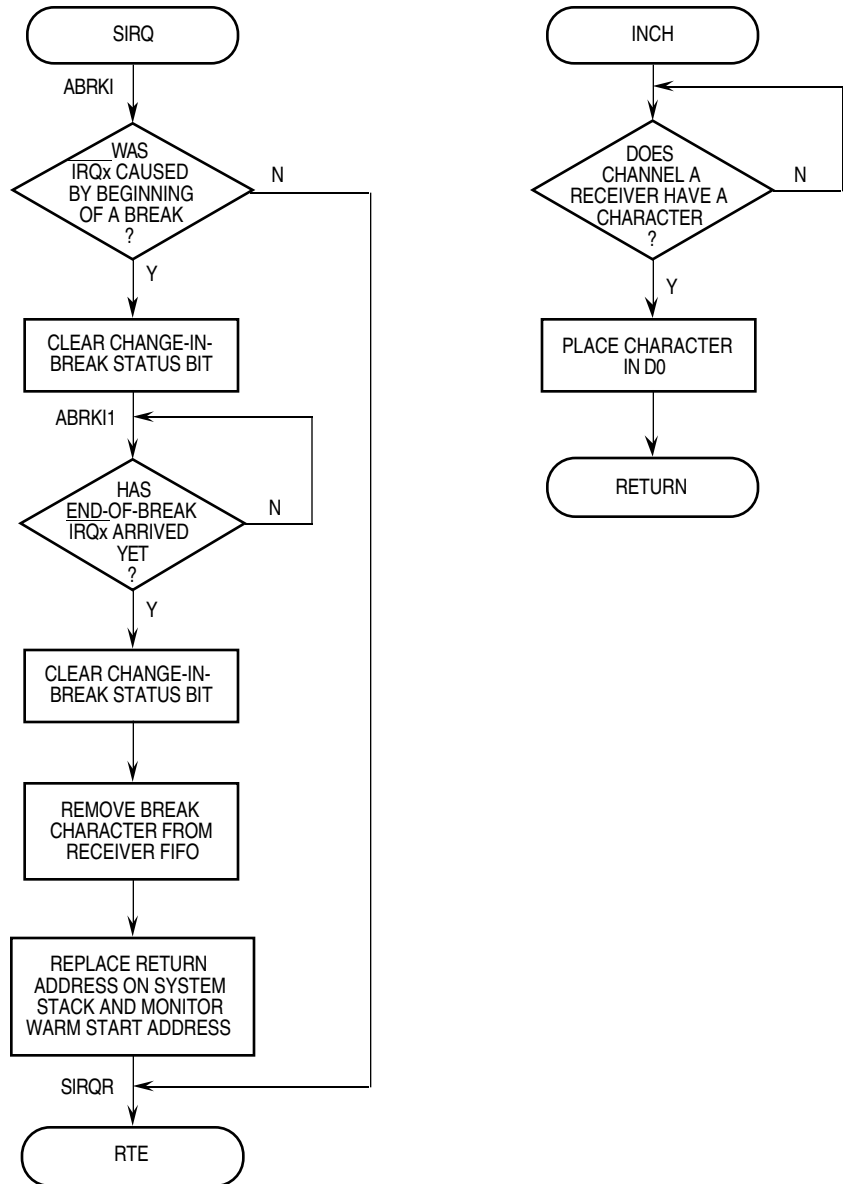 SIRQ
ABRKI
WAS
IRQx CAUSED
BY BEGINNING
OF A BREAK
?
N
Y
CLEAR CHANGE-IN-
BREAK STATUS BIT
ABRKI1
HAS
END-OF-BREAK
IRQx ARRIVED
YET
?
N
Y
CLEAR CHANGE-IN-
BREAK STATUS BIT
REMOVE BREAK
CHARACTER FROM
RECEIVER FIFO
REPLACE RETURN
ADDRESS ON SYSTEM
STACK AND MONITOR
WARM START ADDRESS
SIRQR
RTE
INCH
DOES
CHANNEL A
RECEIVER HAVE A
CHARACTER
?
N
Y
PLACE CHARACTER
IN D0
RETURN